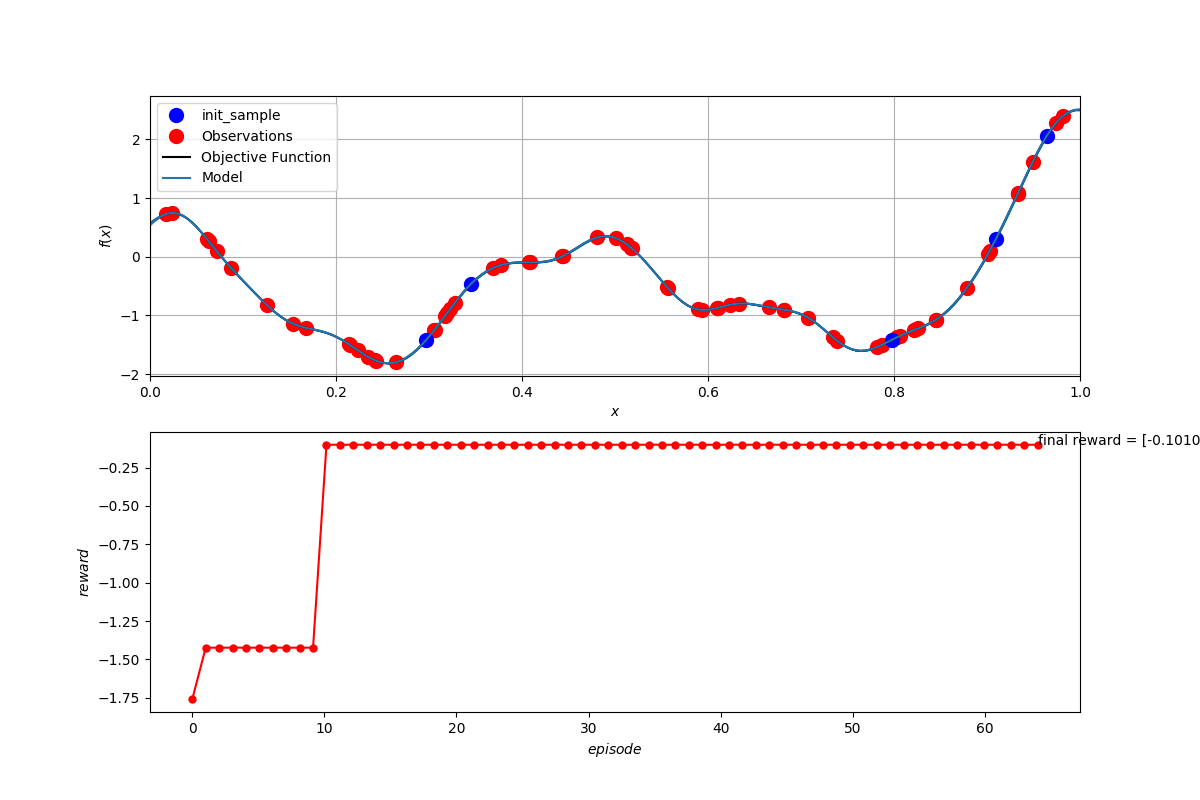 init_sample
Observations
Objective Function
Model
2
1
0
−1
−2
f(x)
0.0 0.2 0.4 0.6 0.8 1.0
x
final reward = [-0.1010
−0.25
−0.50
−0.75
−1.00
−1.25
−1.50
−1.75
reward
0 10 20 30 40 50 60
episode